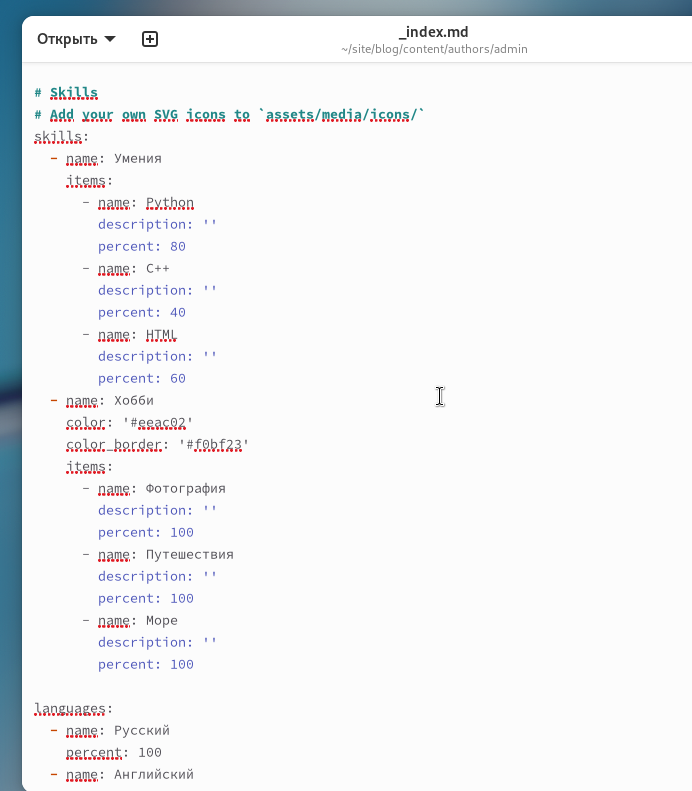 Открыть
_index.md
~/site/blog/content/authors/admin
# Skills
# Add your own SVG icons to `assets/media/icons/`
skills:
  - name: Умения
    items:
      - name: Python
        description: ''
        percent: 80
      - name: C++
        description: ''
        percent: 40
      - name: HTML
        description: ''
        percent: 60
  - name: Хобби
    color: '#eeac02'
    color_border: '#f0bf23'
    items:
      - name: Фотография
        description: ''
        percent: 100
      - name: Путешествия
        description: ''
        percent: 100
      - name: Море
        description: ''
        percent: 100
languages:
  - name: Русский
    percent: 100
  - name: Английский